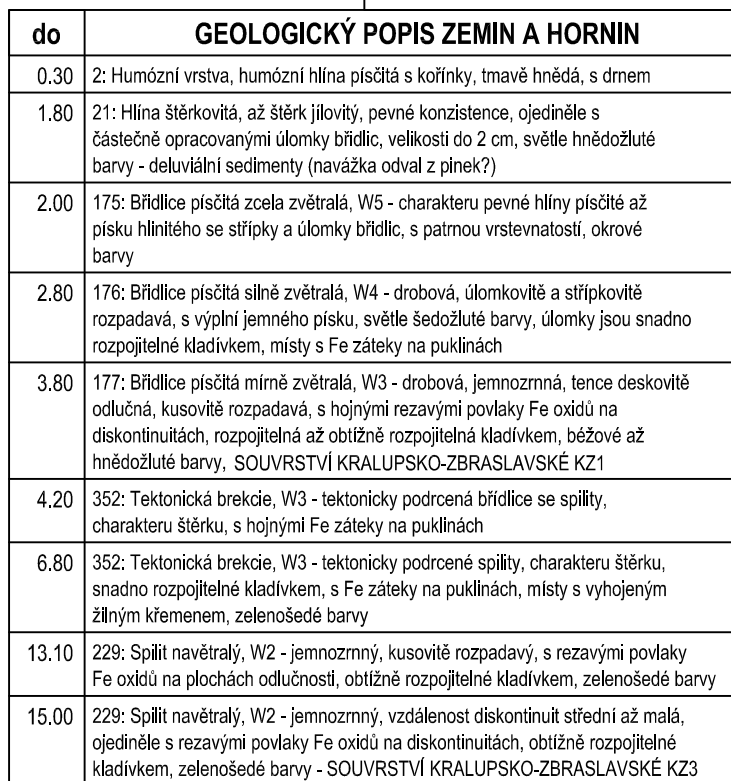 do GEOLOGICKÝ POPIS ZEMIN A HORNIN
0.30 2: Humózní vrstva, humózní hlína písčitá s kořínky, tmavě hnědá, s drnem
1.80 21: Hlína štěrkovitá, až štěrk jílovitý, pevné konzistence, ojediněle s
částečně opracovanými úlomky břidlic, velikosti do 2 cm, světle hnědožluté
barvy - deluviální sedimenty (navážka odval z pinek?)
2.00 175: Břidlice písčitá zcela zvětralá, W5 - charakteru pevné hlíny písčité až
písku hlinitého se střípky a úlomky břidlic, s patrnou vrstevnatostí, okrové
barvy
2.80 176: Břidlice písčitá silně zvětralá, W4 - drobová, úlomkovitě a střípkovitě
rozpadavá, s výplní jemného písku, světle šedožluté barvy, úlomky jsou snadno
rozpojitelné kladívkem, místy s Fe záteky na puklinách
3.80 177: Břidlice písčitá mírně zvětralá, W3 - drobová, jemnozrnná, tence deskovitě
odlučná, kusovitě rozpadavá, s hojnými rezavými povlaky Fe oxidů na
diskontinuitách, rozpojitelná až obtížně rozpojitelná kladívkem, béžové až
hnědožluté barvy, SOUVRSTVÍ KRALUPSKO-ZBRASLAVSKÉ KZ1
4.20 352: Tektonická brekcie, W3 - tektonicky podrcená břídlice se spility,
charakteru štěrku, s hojnými Fe záteky na puklinách
6.80 352: Tektonická brekcie, W3 - tektonicky podrcené spility, charakteru štěrku,
snadno rozpojitelné kladívkem, s Fe záteky na puklinách, místy s vyhojeným
žilným křemenem, zelenošedé barvy
13.10 229: Spilit navětralý, W2 - jemnozrnný, kusovitě rozpadavý, s rezavými povlaky
Fe oxidů na plochách odlučnosti, obtížně rozpojitelné kladívkem, zelenošedé barvy
15.00 229: Spilit navětralý, W2 - jemnozrnný, vzdálenost diskontinuit střední až malá,
ojediněle s rezavými povlaky Fe oxidů na diskontinuitách, obtížně rozpojitelné
kladívkem, zelenošedé barvy - SOUVRSTVÍ KRALUPSKO-ZBRASLAVSKÉ KZ3